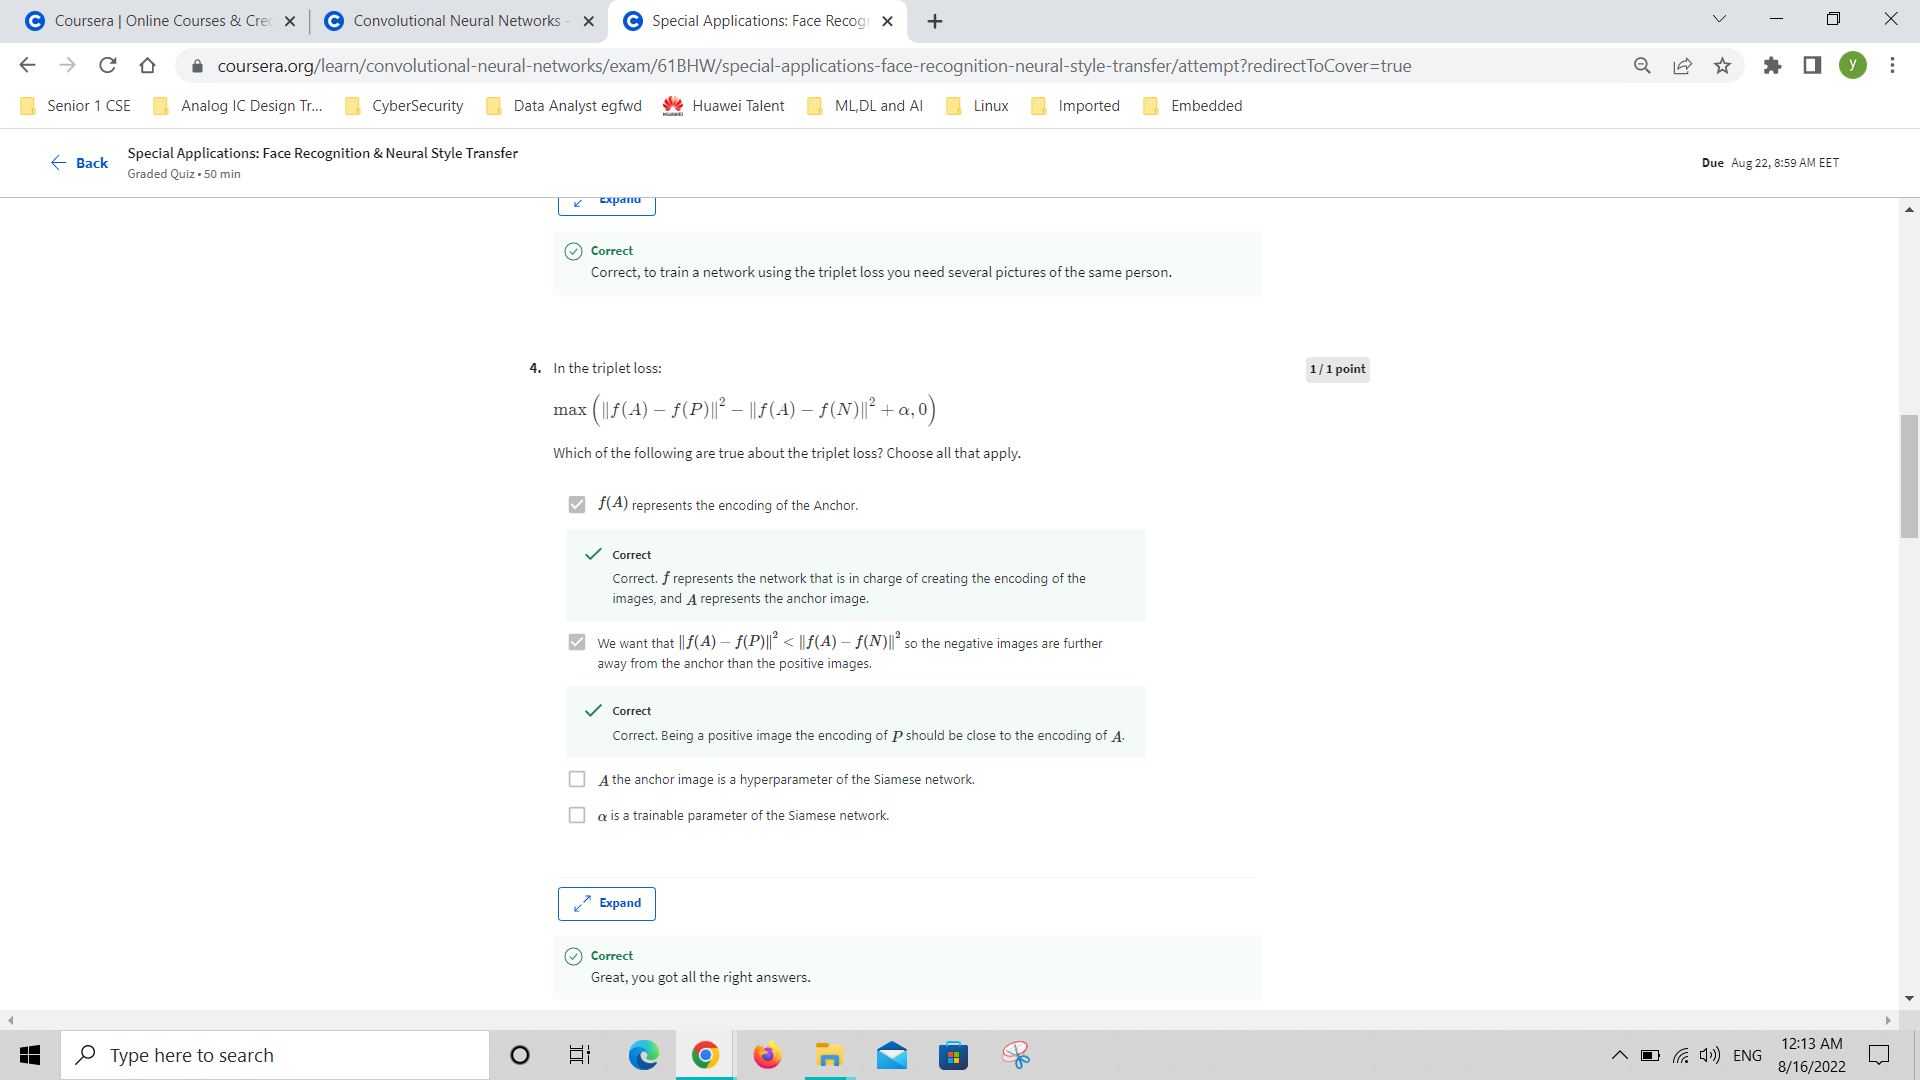 Coursera | Online Courses & Crec
Convolutional Neural Networks -
Special Applications: Face Recogn
coursera.org/learn/convolutional-neural-networks/exam/61BHW/special-applications-face-recognition-neural-style-transfer/attempt?redirectToCover=true
y
Senior 1 CSE
Analog IC Design Tr...
CyberSecurity
Data Analyst egfwd
Huawei Talent
ML,DL and AI
Linux
Imported
Embedded
Back
Special Applications: Face Recognition & Neural Style Transfer
Graded Quiz • 50 min
Due Aug 22, 8:59 AM EET
Expand
Correct
Correct, to train a network using the triplet loss you need several pictures of the same person.
4. In the triplet loss:
1 / 1 point
max (‖f(A) − f(P)‖² − ‖f(A) − f(N)‖² + α, 0)
Which of the following are true about the triplet loss? Choose all that apply.
f(A) represents the encoding of the Anchor.
Correct
Correct. f represents the network that is in charge of creating the encoding of the
images, and A represents the anchor image.
We want that ‖f(A) − f(P)‖² < ‖f(A) − f(N)‖² so the negative images are further
away from the anchor than the positive images.
Correct
Correct. Being a positive image the encoding of P should be close to the encoding of A.
A the anchor image is a hyperparameter of the Siamese network.
α is a trainable parameter of the Siamese network.
Expand
Correct
Great, you got all the right answers.
Type here to search
ENG
12:13 AM
8/16/2022